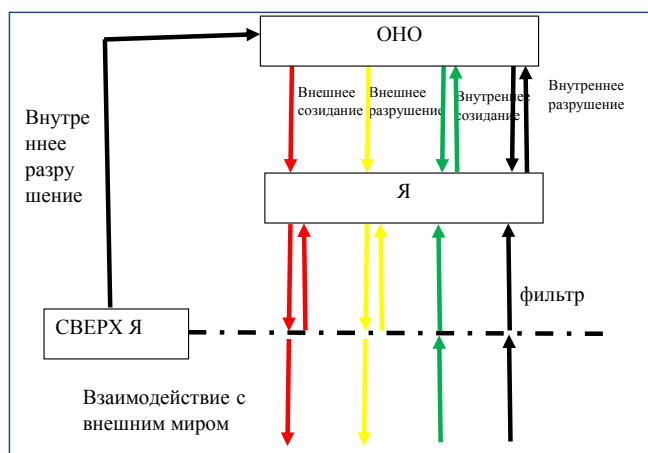 ОНО
Внешнее
созидание
Внешнее
разрушение
Внутреннее
созидание
Внутреннее
разрушение
Внутре
ннее
разру
шение
Я
фильтр
СВЕРХ Я
Взаимодействие с
внешним миром